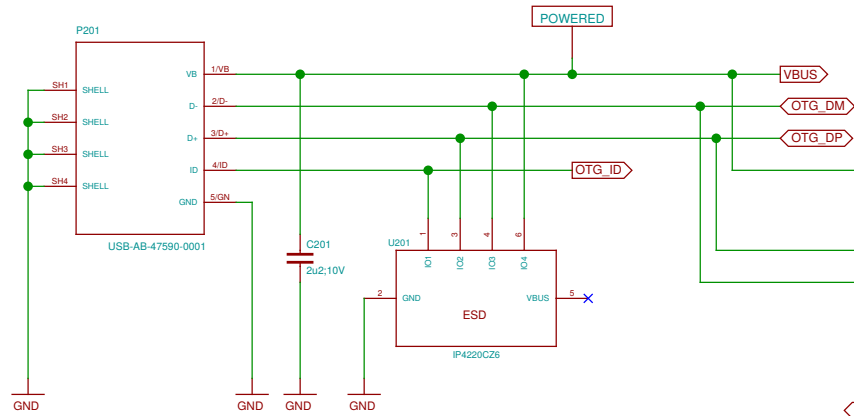 POWERED
P201
VB 1/VB
VBUS
SH1 SHELL
D- 2/D-
OTG_DM
SH2 SHELL
D+ 3/D+
OTG_DP
SH3 SHELL
ID 4/ID
OTG_ID
SH4 SHELL
GND 5/GN
USB-AB-47590-0001
C201
2u2;10V
U201
1
3
4
6
IO1
IO2
IO3
IO4
2 GND
VBUS 5
ESD
IP4220CZ6
GND
GND
GND
GND